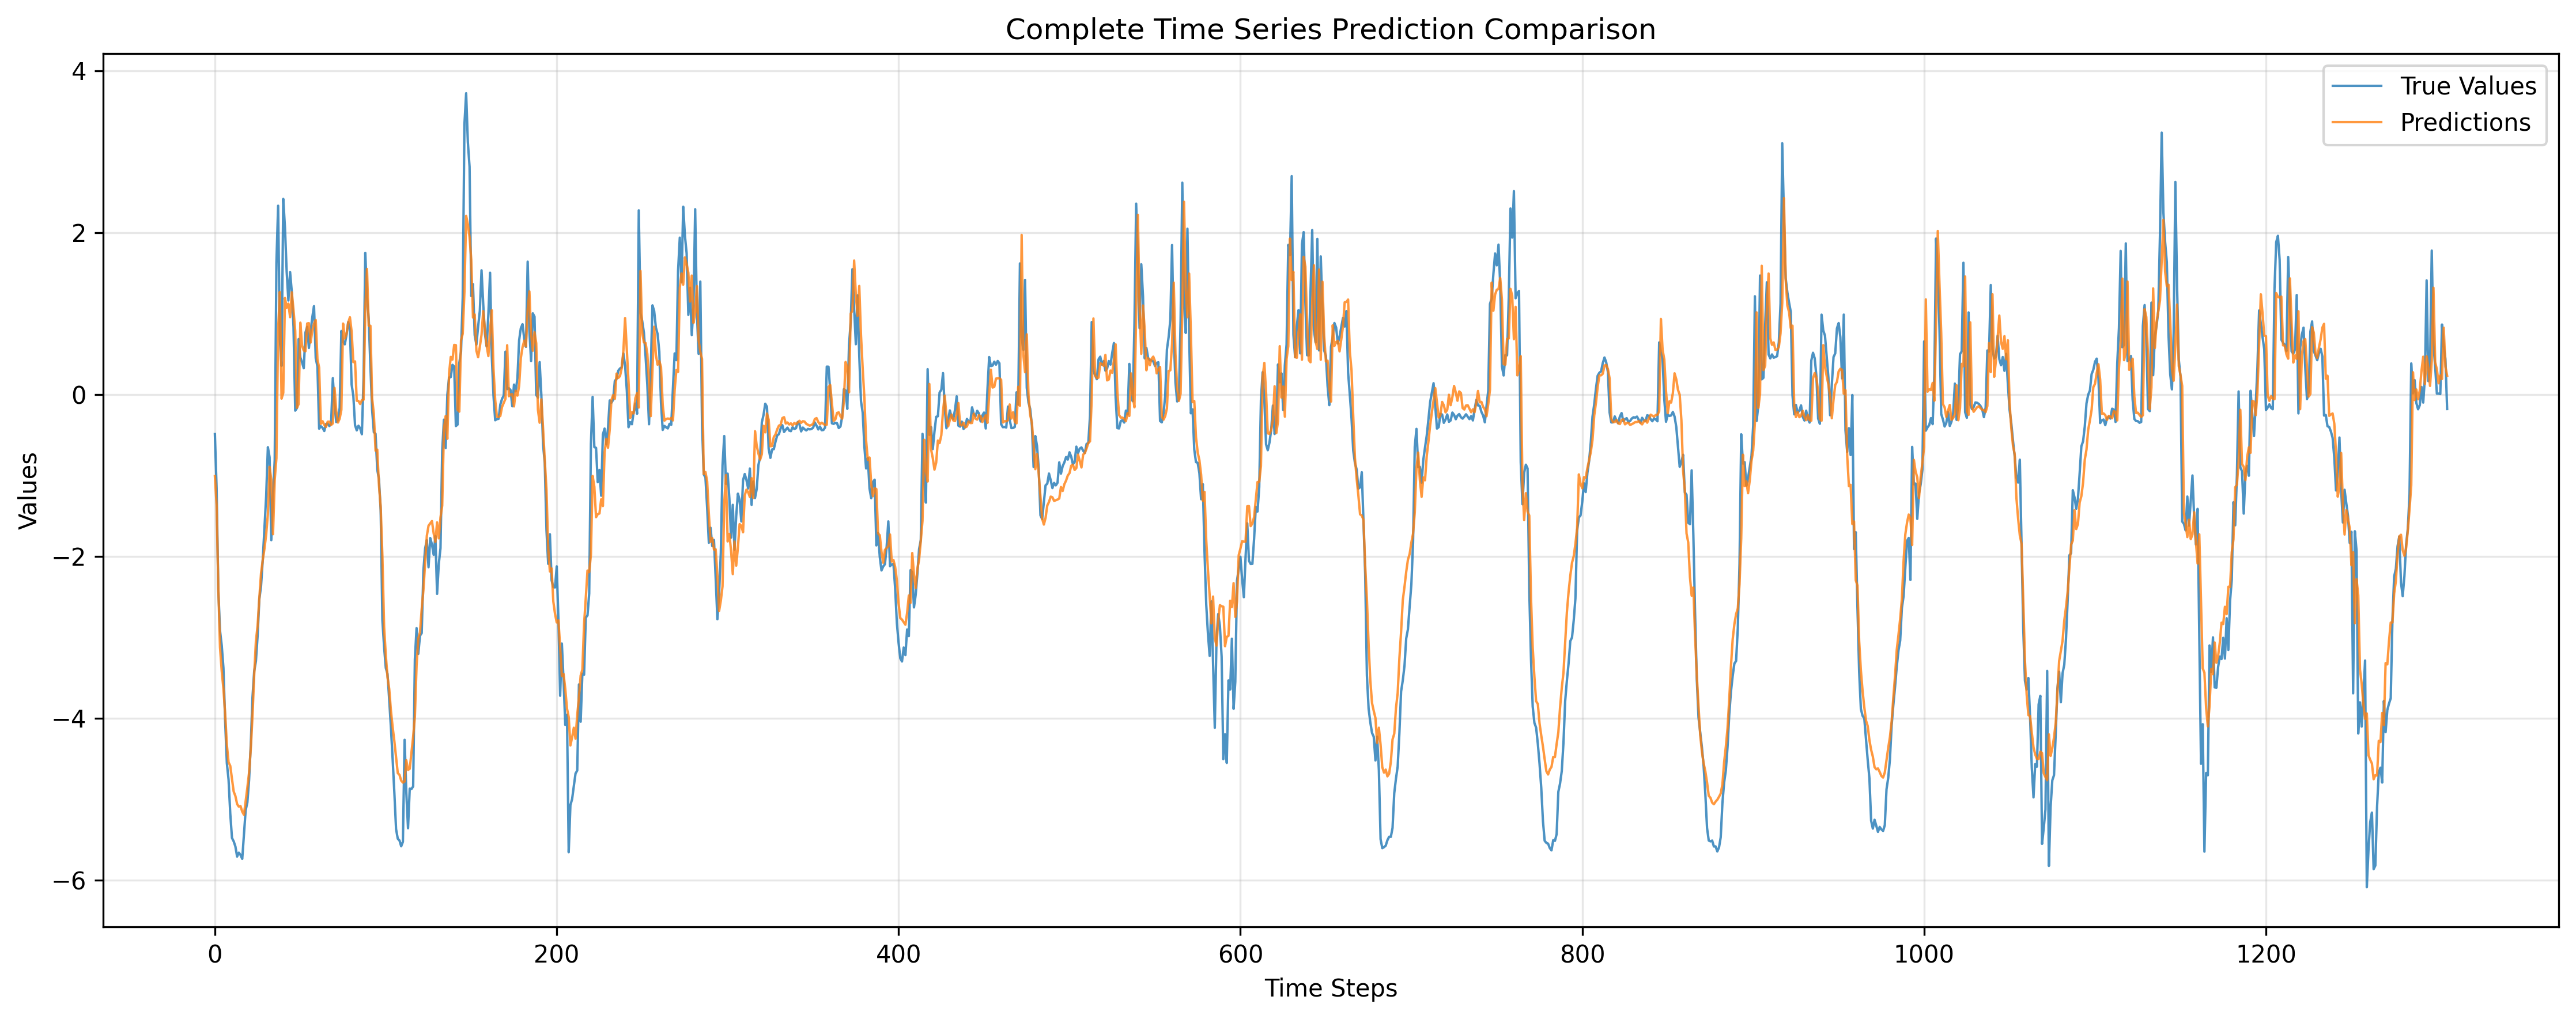 Complete Time Series Prediction Comparison
True Values
Predictions
Values
4
2
0
−2
−4
−6
0
200
400
600
800
1000
1200
Time Steps